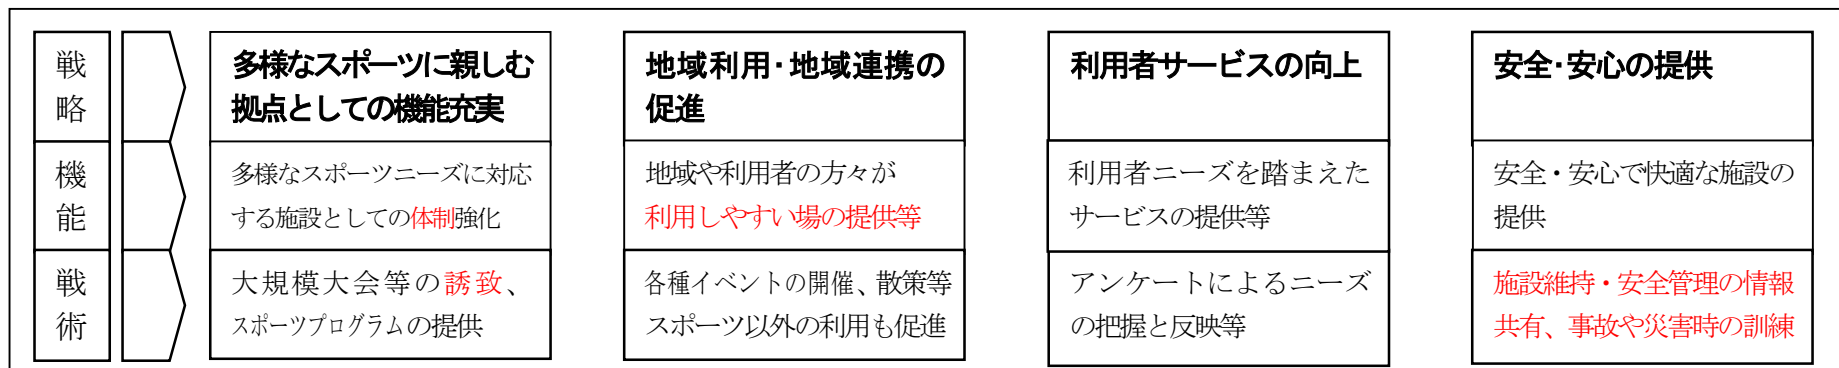 戦略
多様なスポーツに親しむ
拠点としての機能充実
地域利用・地域連携の
促進
利用者サービスの向上
安全・安心の提供
機能
多様なスポーツニーズに対応
する施設としての体制強化
地域や利用者の方々が
利用しやすい場の提供等
利用者ニーズを踏まえた
サービスの提供等
安全・安心で快適な施設の
提供
戦術
大規模大会等の誘致、
スポーツプログラムの提供
各種イベントの開催、散策等
スポーツ以外の利用も促進
アンケートによるニーズ
の把握と反映等
施設維持・安全管理の情報
共有、事故や災害時の訓練